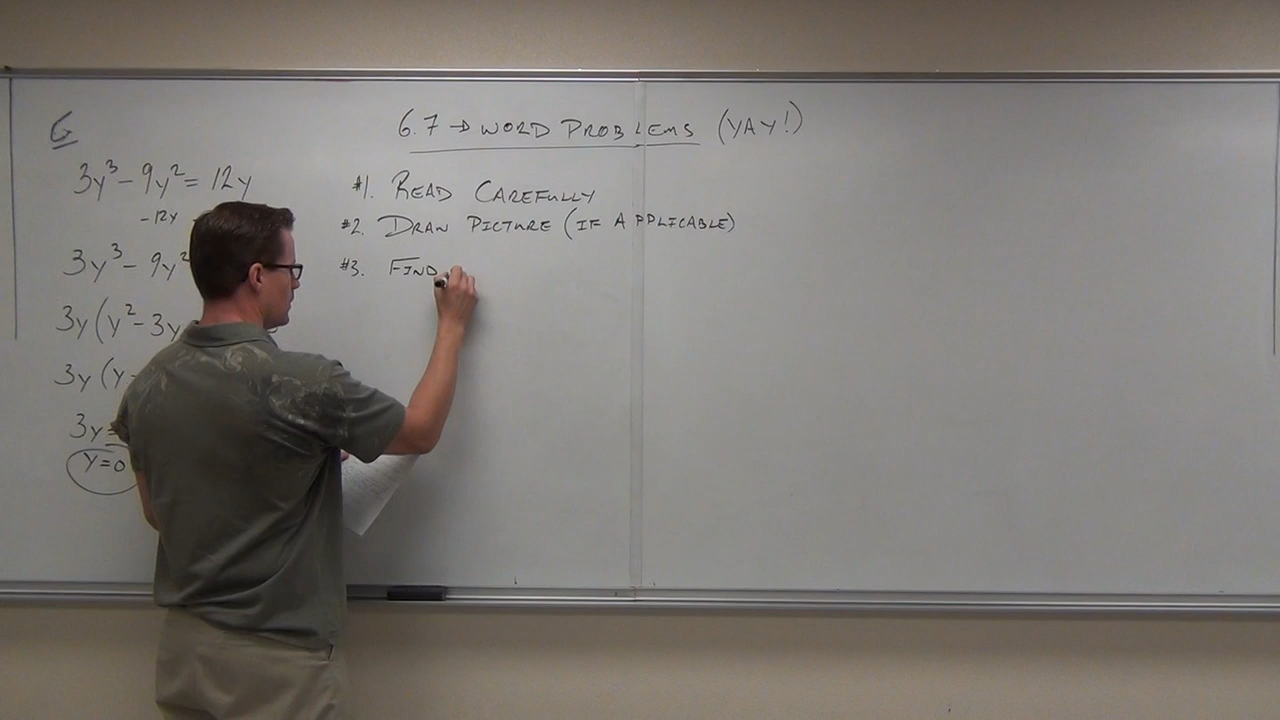 6
3y³ - 9y² = 12y
-12y
3y³ - 9y²
3y(y² - 3y
3y(y -
3y =
y = 0
6.7 → WORD PROBLEMS (YAY!)
#1. READ CAREFULLY
#2. DRAW PICTURE (IF APPLICABLE)
#3. FIND